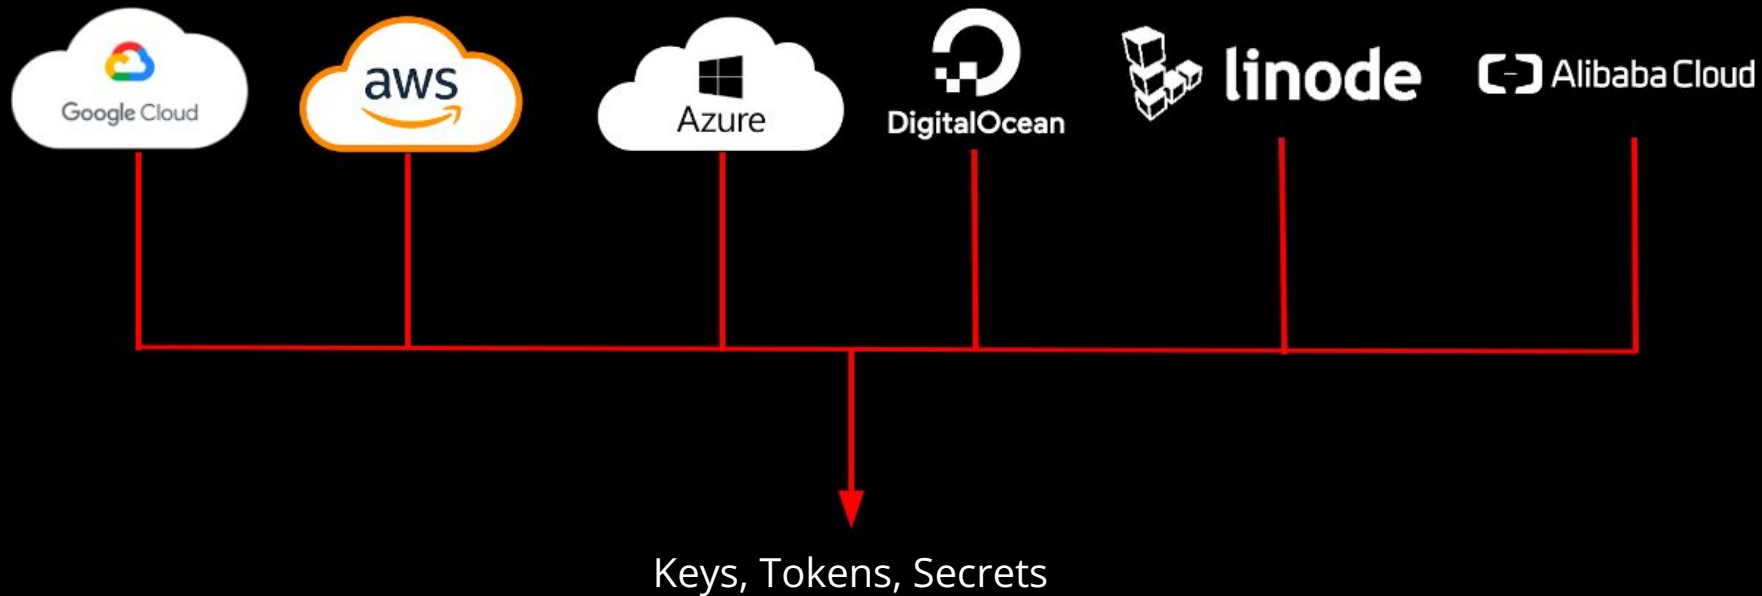 Google Cloud
aws
Azure
DigitalOcean
linode
Alibaba Cloud
Keys, Tokens, Secrets